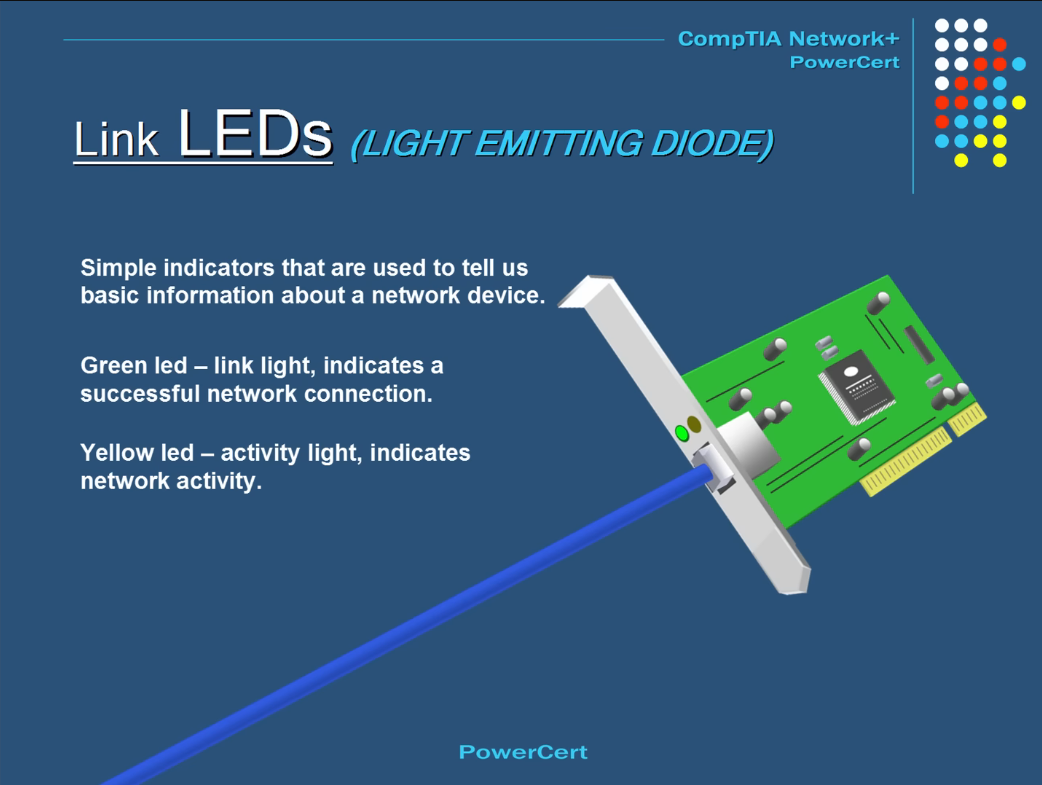 CompTIA Network+
PowerCert
Link LEDs (LIGHT EMITTING DIODE)
Simple indicators that are used to tell us
basic information about a network device.
Green led – link light, indicates a
successful network connection.
Yellow led – activity light, indicates
network activity.
PowerCert